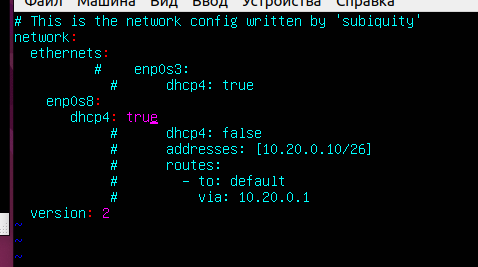 Файл Машина Вид Ввод Устройства Справка
# This is the network config written by 'subiquity'
network:
  ethernets:
          #    enp0s3:
            #      dhcp4: true
    enp0s8:
       dhcp4: true
            #      dhcp4: false
            #      addresses: [10.20.0.10/26]
            #      routes:
            #        - to: default
            #          via: 10.20.0.1
  version: 2
~
~
~